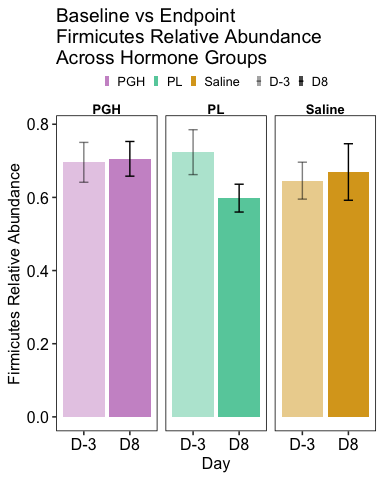 Baseline vs Endpoint
Firmicutes Relative Abundance
Across Hormone Groups
PGH PL Saline D-3 D8
PGH PL Saline
Firmicutes Relative Abundance
0.8
0.6
0.4
0.2
0.0
D-3 D8 D-3 D8 D-3 D8
Day